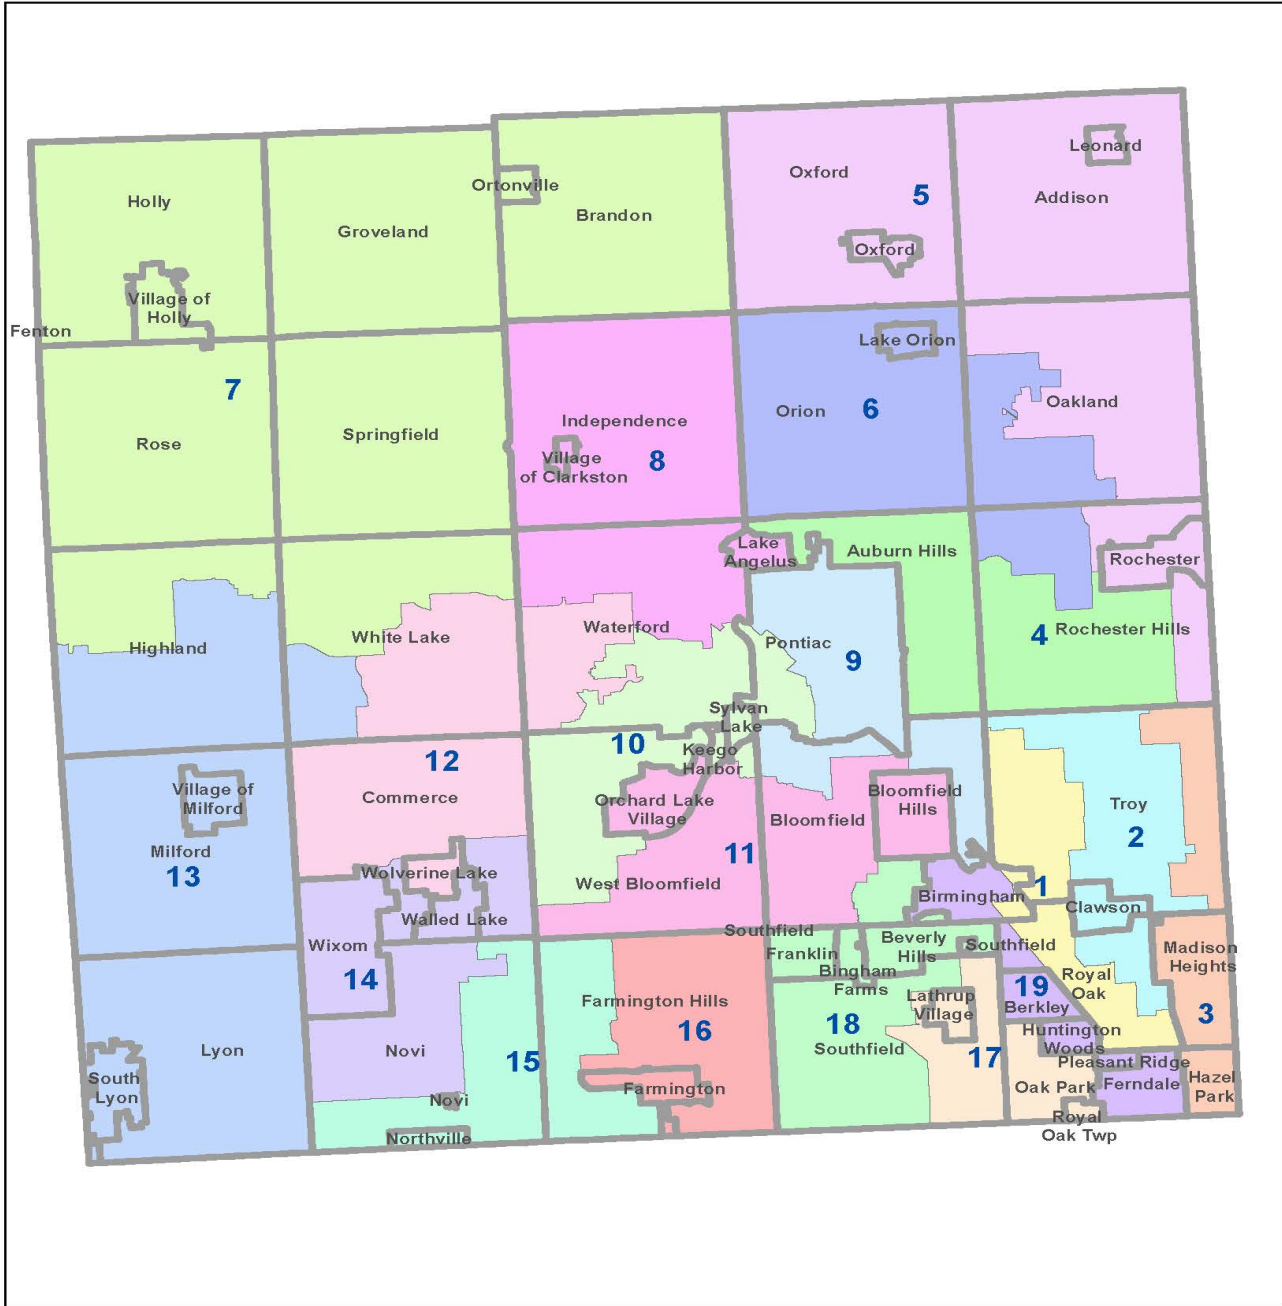 Leonard
Oxford
5
Addison
Ortonville
Holly
Brandon
Groveland
Oxford
Village of
Holly
Fenton
Lake Orion
7
Oakland
Orion
6
Independence
Springfield
Rose
8
Village
of Clarkston
Lake
Angelus
Auburn Hills
Rochester
Waterford
4
Rochester Hills
White Lake
Pontiac
Highland
9
Sylvan
Lake
10
Keego
Harbor
12
Commerce
Village of
Milford
Orchard Lake
Village
Bloomfield
Hills
Troy
2
Bloomfield
Milford
13
11
Wolverine Lake
West Bloomfield
1
Birmingham
Clawson
Walled Lake
Southfield
Wixom
Franklin
Beverly
Hills
Southfield
Madison
Heights
14
Bingham
Farms
Royal
Oak
19
Berkley
Farmington Hills
Lathrup
Village
3
16
18
Southfield
Huntington
Woods
Lyon
Novi
15
17
Pleasant Ridge
South
Lyon
Farmington
Oak Park
Ferndale
Hazel
Park
Novi
Northville
Royal
Oak Twp